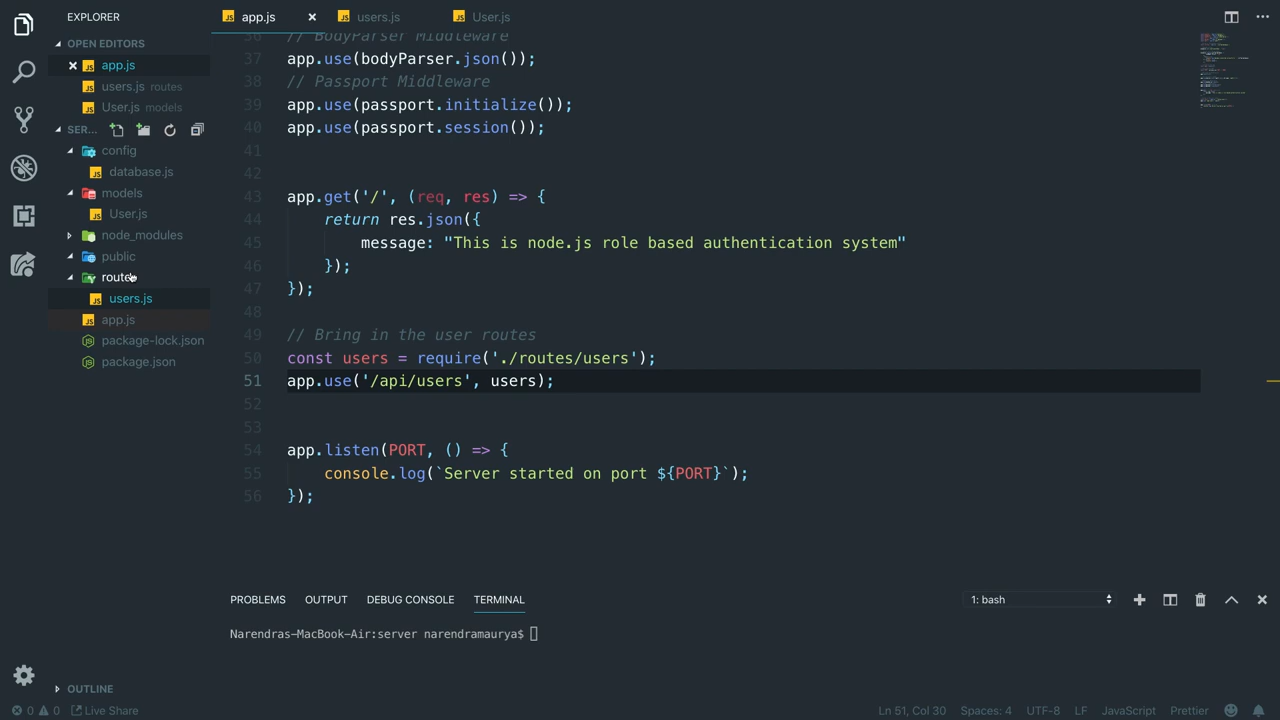 EXPLORER
OPEN EDITORS
app.js
users.js routes
User.js models
SER...
config
database.js
models
User.js
node_modules
public
routes
users.js
app.js
package-lock.json
package.json
OUTLINE
app.js
users.js
User.js
36 // BodyParser Middleware
37 app.use(bodyParser.json());
38 // Passport Middleware
39 app.use(passport.initialize());
40 app.use(passport.session());
41
42
43 app.get('/', (req, res) => {
44 return res.json({
45 message: "This is node.js role based authentication system"
46 });
47 });
48
49 // Bring in the user routes
50 const users = require('./routes/users');
51 app.use('/api/users', users);
52
53
54 app.listen(PORT, () => {
55 console.log(`Server started on port ${PORT}`);
56 });
PROBLEMS OUTPUT DEBUG CONSOLE TERMINAL
1: bash
Narendras-MacBook-Air:server narendramaurya$
0 0 Live Share
Ln 51, Col 30 Spaces: 4 UTF-8 LF JavaScript Prettier